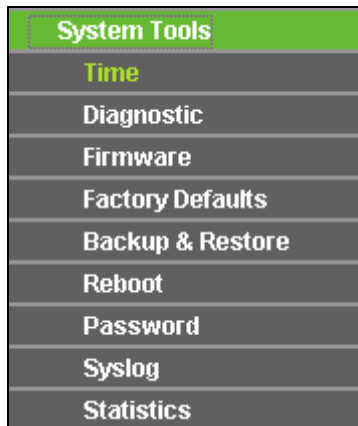 System Tools
Time
Diagnostic
Firmware
Factory Defaults
Backup & Restore
Reboot
Password
Syslog
Statistics